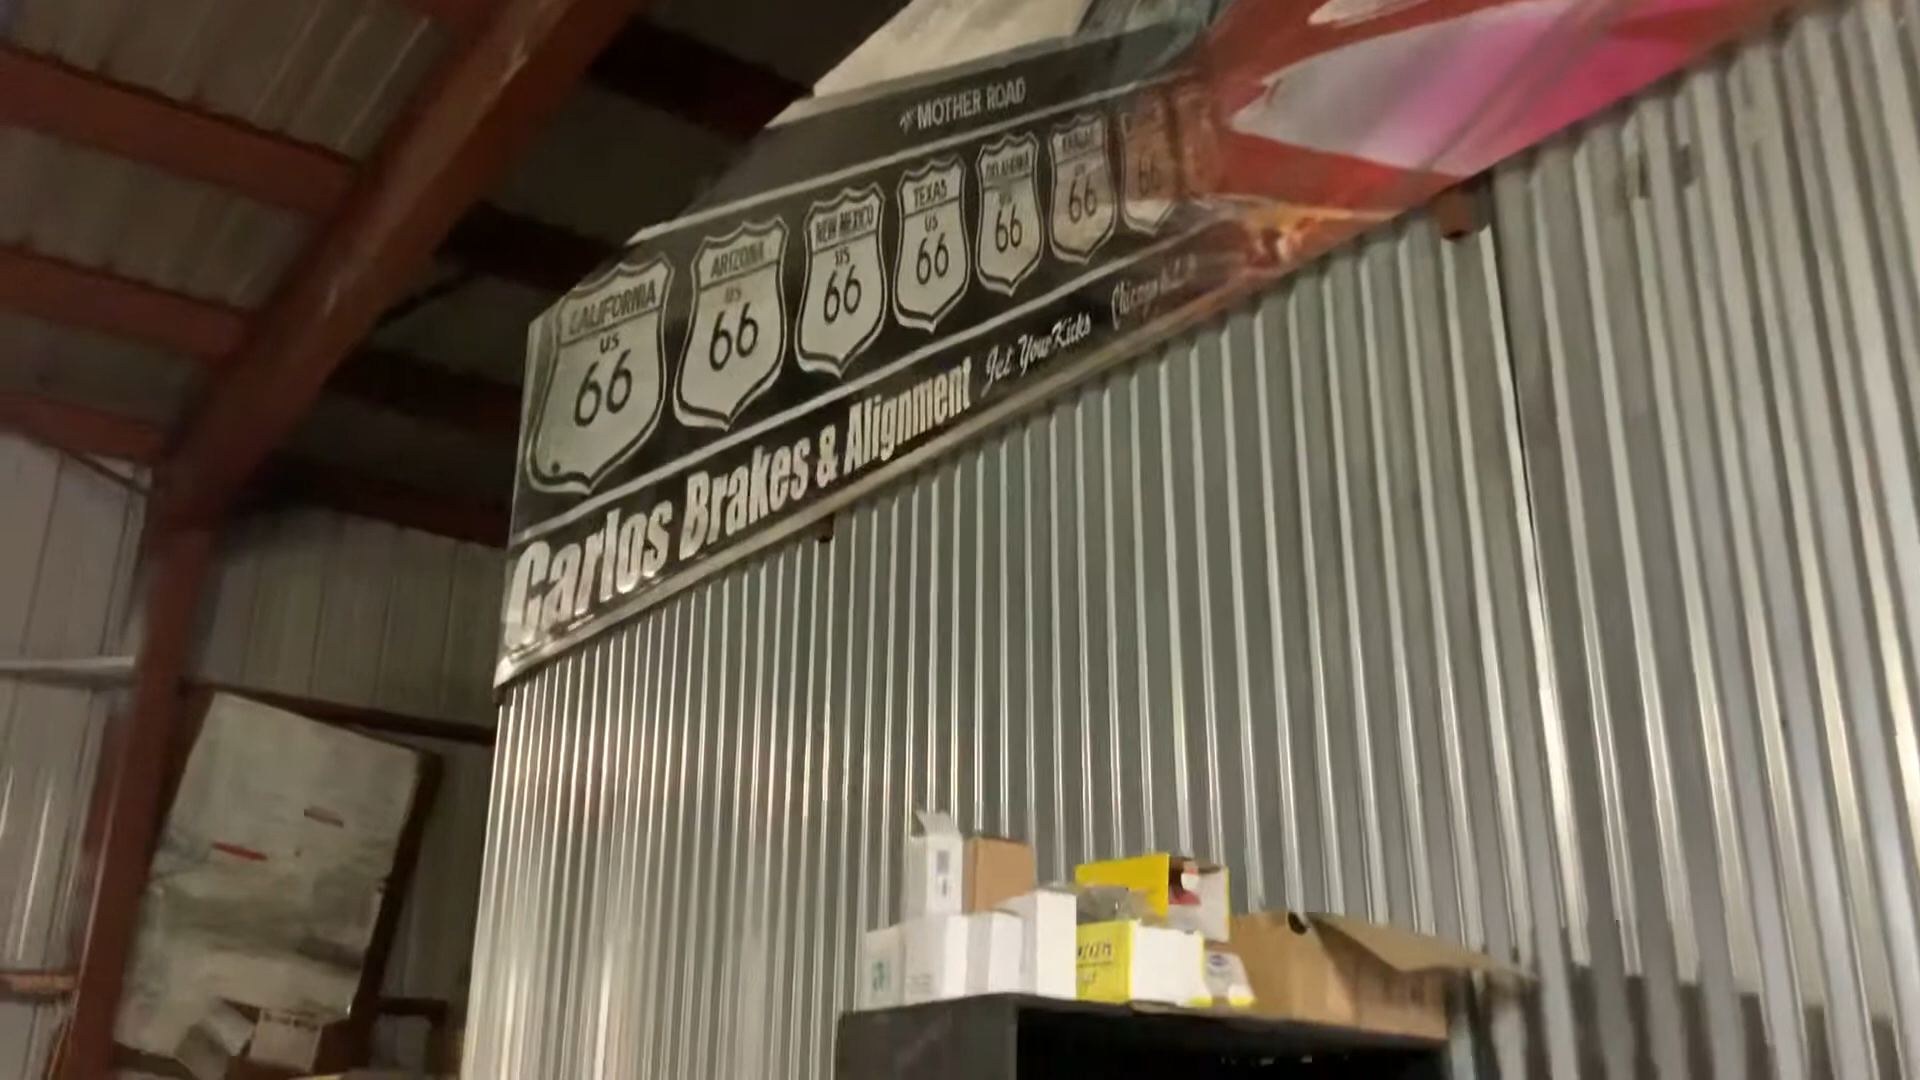 THE MOTHER ROAD
CALIFORNIA
US
66
ARIZONA
US
66
NEW MEXICO
US
66
TEXAS
US
66
OKLAHOMA
US
66
KANSAS
US
66
66
Carlos Brakes & Alignment
Get Your Kicks